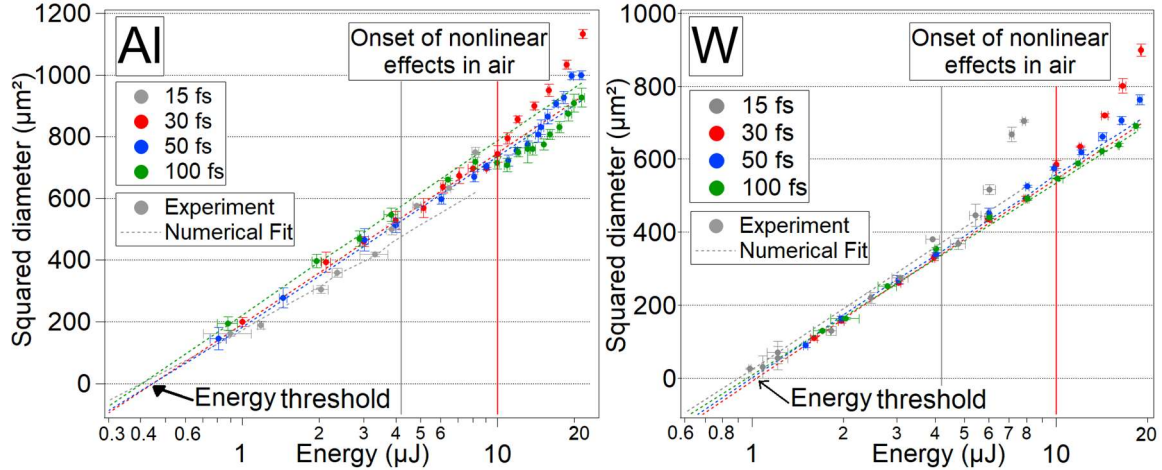 Al
Onset of nonlinear
effects in air
15 fs
30 fs
50 fs
100 fs
Experiment
Numerical Fit
Energy threshold
Squared diameter (µm²)
1200
1000
800
600
400
200
0
0.3 0.4 0.6 1 2 3 4 5 6 10 20
Energy (µJ)
W
Onset of nonlinear
effects in air
15 fs
30 fs
50 fs
100 fs
Experiment
Numerical Fit
Energy threshold
Squared diameter (µm²)
1000
800
600
400
200
0
0.6 0.8 1 2 3 4 5 6 7 8 10 20
Energy (µJ)